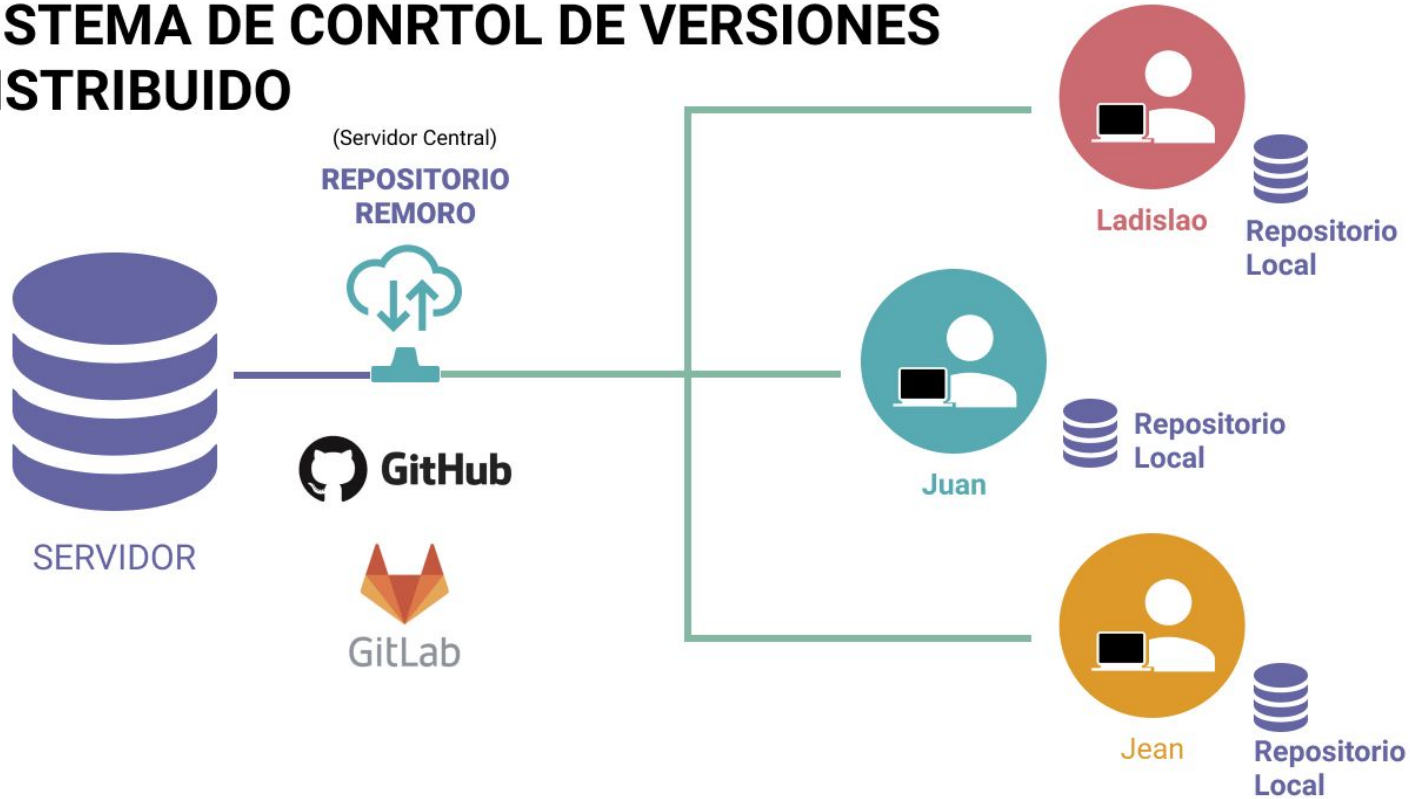 STEMA DE CONRTOL DE VERSIONES
ISTRIBUIDO
(Servidor Central)
REPOSITORIO
REMORO
SERVIDOR
GitHub
GitLab
Ladislao
Repositorio
Local
Juan
Repositorio
Local
Jean
Repositorio
Local